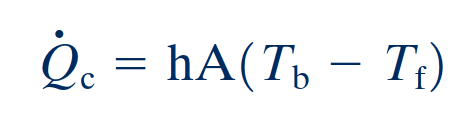 Q̇c = hA(Tb − Tf)